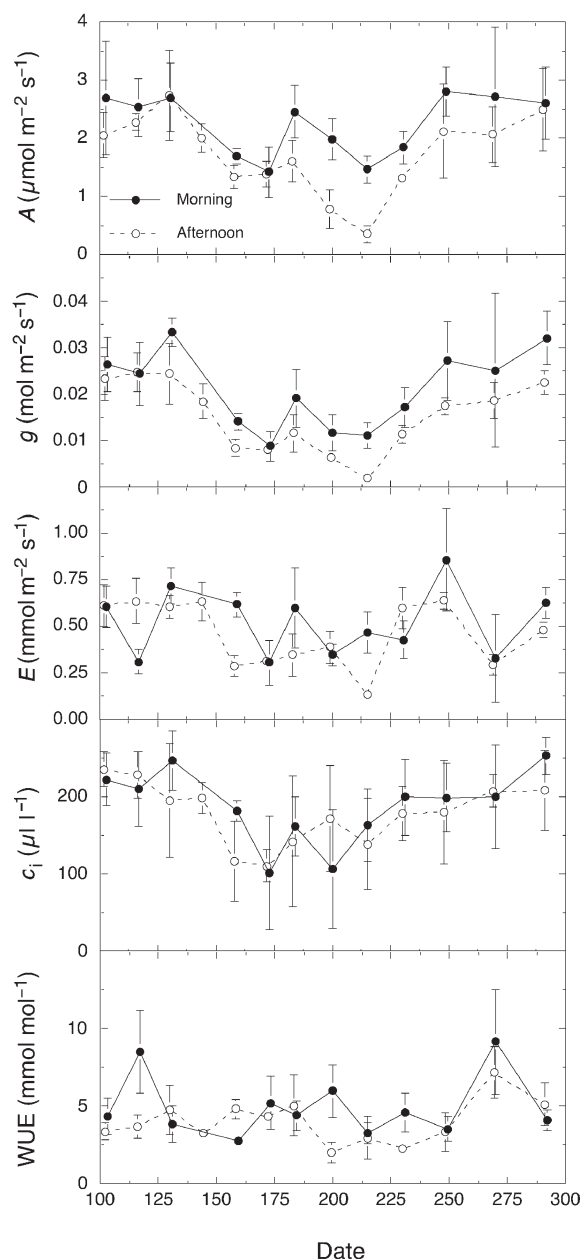 4
3
2
1
0
A (µmol m⁻² s⁻¹)
Morning
Afternoon
0.04
0.03
0.02
0.01
0
g (mol m⁻² s⁻¹)
1.00
0.75
0.50
0.25
0.00
E (mmol m⁻² s⁻¹)
200
100
0
cᵢ (µl l⁻¹)
10
5
0
WUE (mmol mol⁻¹)
100 125 150 175 200 225 250 275 300
Date